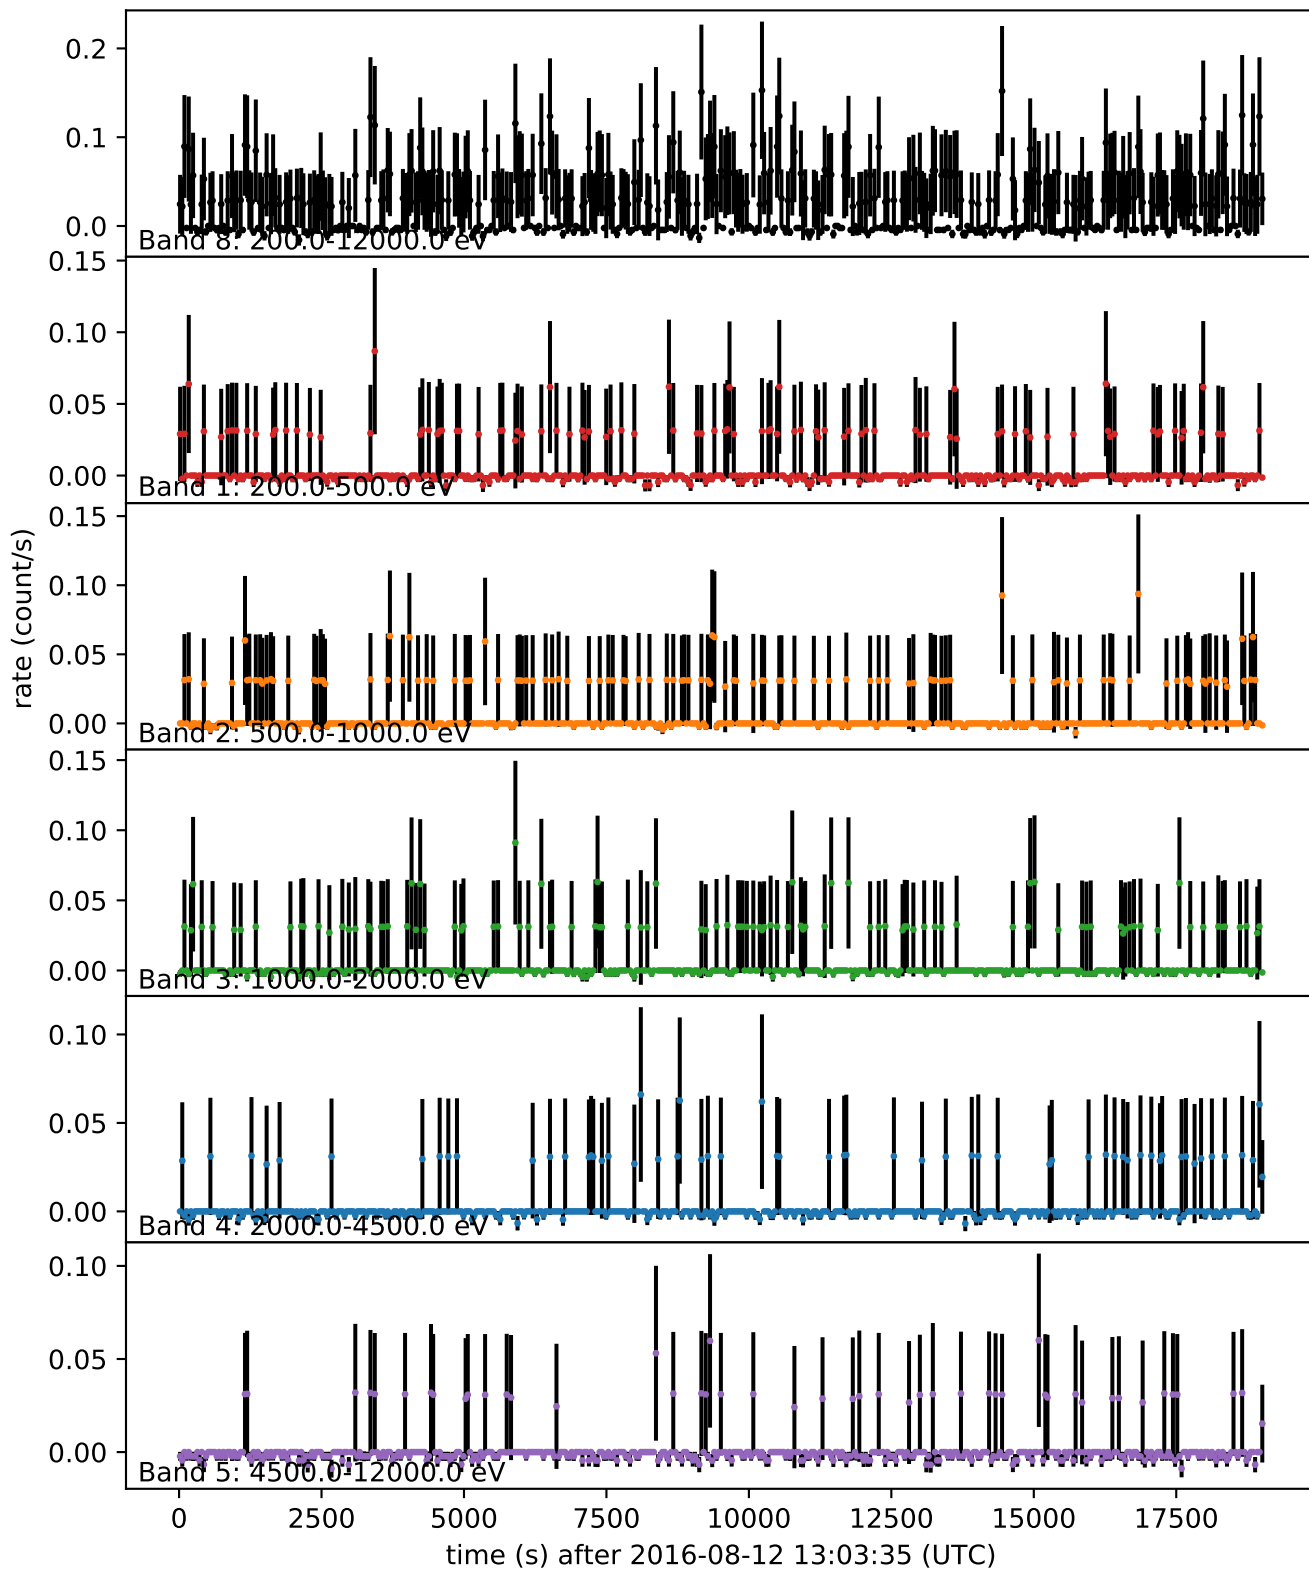 0.2
0.1
0.0
Band 8: 200.0-12000.0 eV
0.15
0.10
0.05
0.00
Band 1: 200.0-500.0 eV
0.15
0.10
0.05
0.00
Band 2: 500.0-1000.0 eV
rate (count/s)
0.15
0.10
0.05
0.00
Band 3: 1000.0-2000.0 eV
0.10
0.05
0.00
Band 4: 2000.0-4500.0 eV
0.10
0.05
0.00
Band 5: 4500.0-12000.0 eV
0 2500 5000 7500 10000 12500 15000 17500
time (s) after 2016-08-12 13:03:35 (UTC)